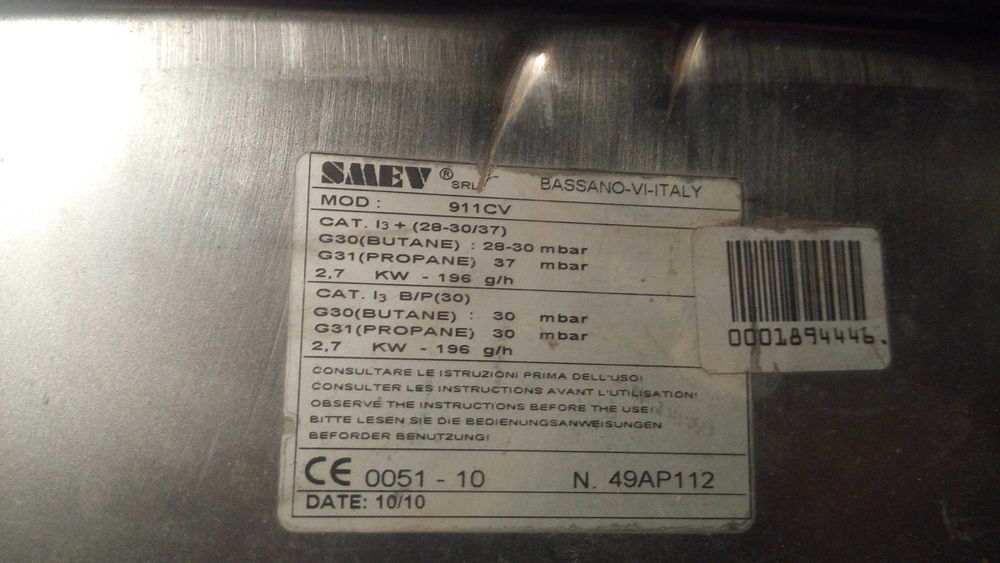 SMEV® SRL BASSANO-VI-ITALY
MOD : 911CV
CAT. I3 + (28-30/37)
G30(BUTANE) : 28-30 mbar
G31(PROPANE) 37 mbar
2,7 KW - 196 g/h
CAT. I3 B/P(30)
G30(BUTANE) : 30 mbar
G31(PROPANE) 30 mbar
2,7 KW - 196 g/h
CONSULTARE LE ISTRUZIONI PRIMA DELL'USO!
CONSULTER LES INSTRUCTIONS AVANT L'UTILISATION!
OBSERVE THE INSTRUCTIONS BEFORE THE USE!
BITTE LESEN SIE DIE BEDIENUNGSANWEISUNGEN
BEFORDER BENUTZUNG!
CE 0051 - 10 N. 49AP112
DATE: 10/10
0001894446.